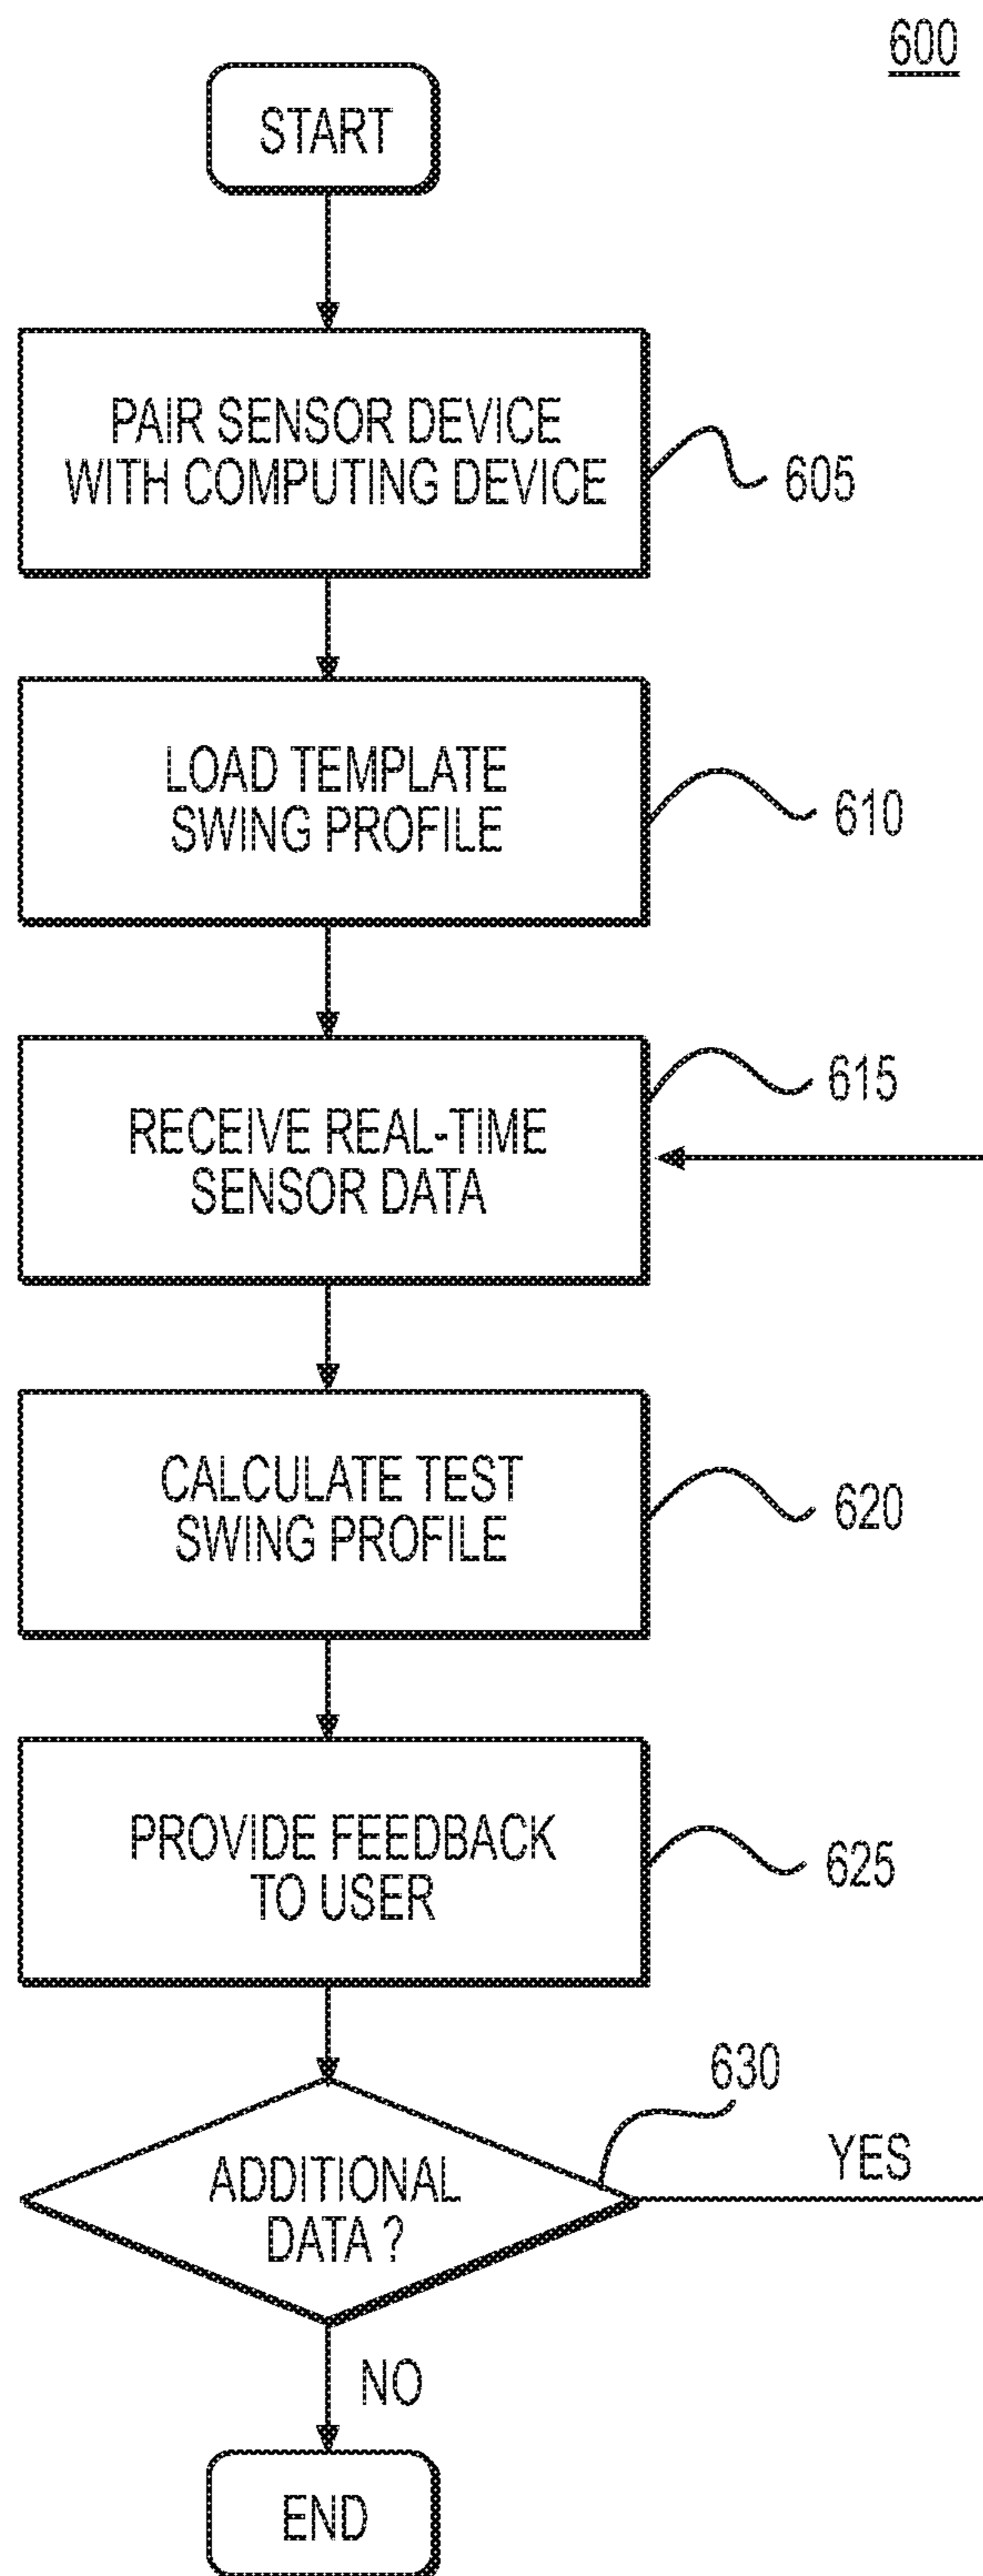 600
START
PAIR SENSOR DEVICE
WITH COMPUTING DEVICE
605
LOAD TEMPLATE
SWING PROFILE
610
RECEIVE REAL-TIME
SENSOR DATA
615
CALCULATE TEST
SWING PROFILE
620
PROVIDE FEEDBACK
TO USER
625
630
ADDITIONAL
DATA ?
YES
NO
END